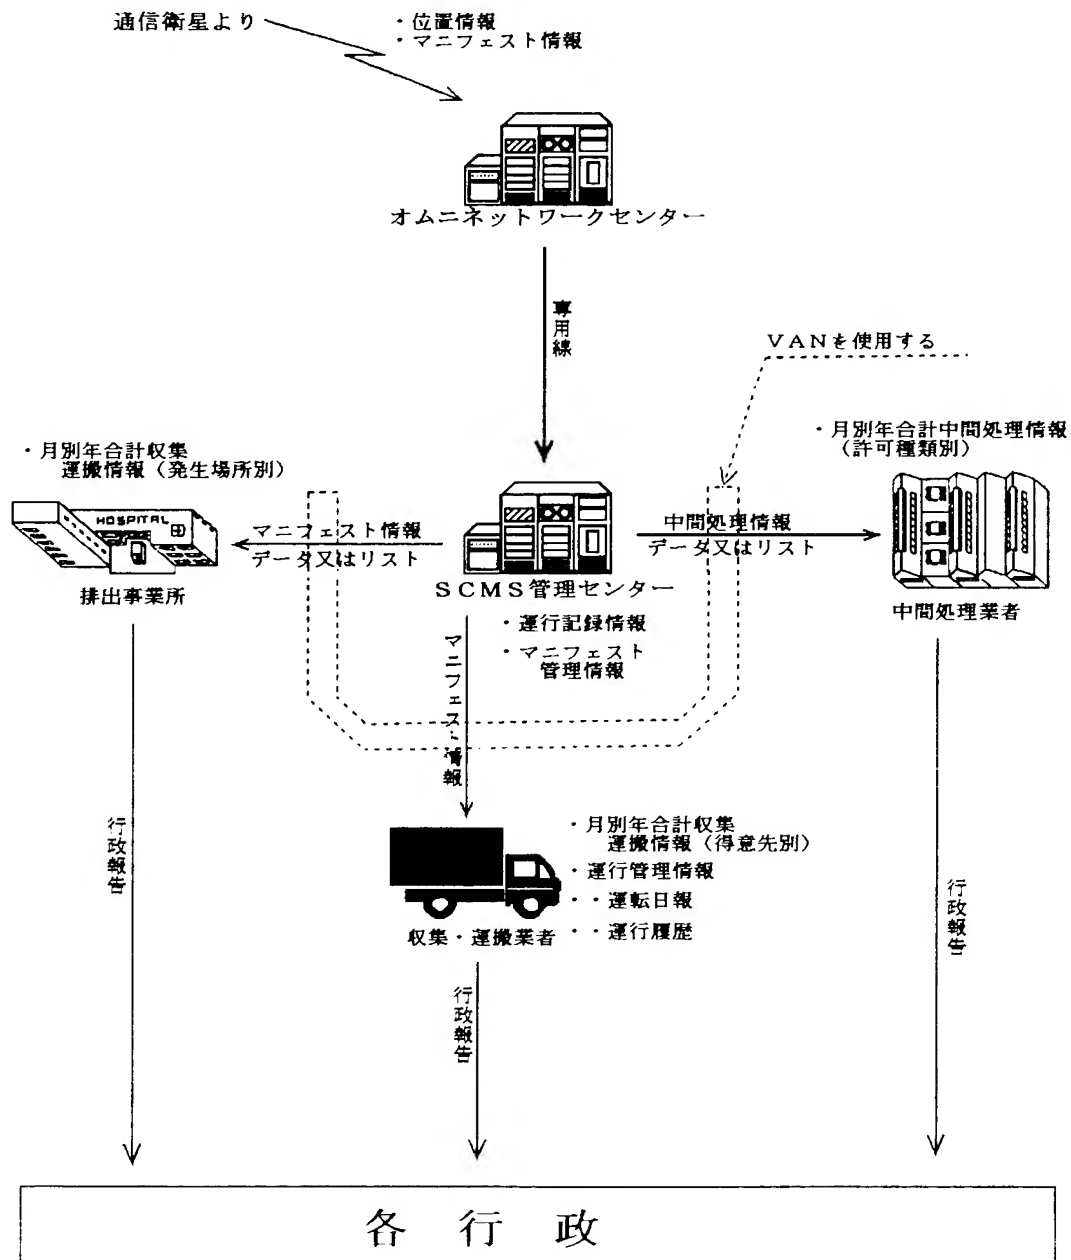 通信衛星より
・位置情報
・マニフェスト情報
オムニネットワークセンター
専用線
VANを使用する
・月別年合計収集
運搬情報（発生場所別）
・月別年合計中間処理情報
（許可種類別）
HOSPITAL
マニフェスト情報
データ又はリスト
中間処理情報
データ又はリスト
排出事業所
SCMS管理センター
中間処理業者
・運行記録情報
・マニフェスト
管理情報
マニフェスト情報
・月別年合計収集
運搬情報（得意先別）
・運行管理情報
・・運転日報
・・運行履歴
収集・運搬業者
行政報告
行政報告
行政報告
各行政